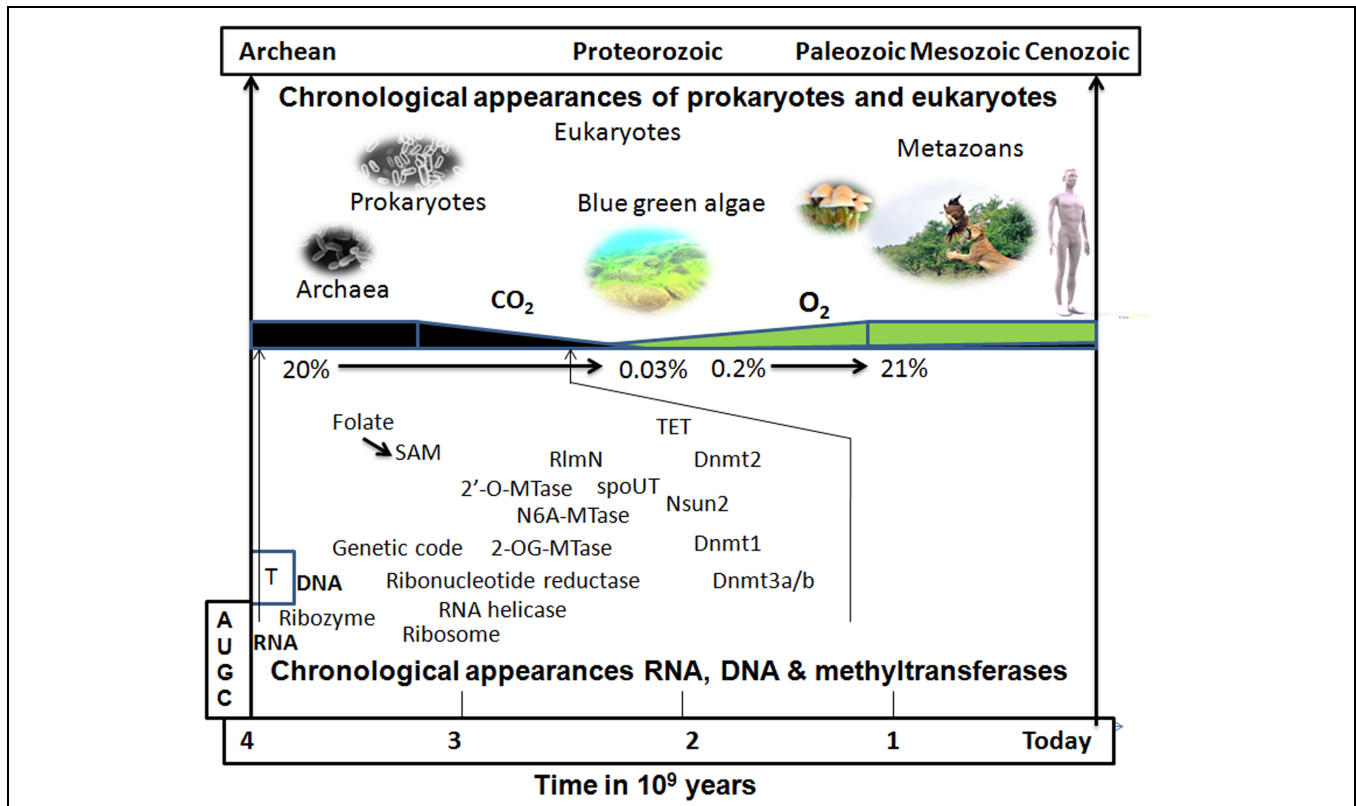 Archean Proteorozoic Paleozoic Mesozoic Cenozoic
Chronological appearances of prokaryotes and eukaryotes
Eukaryotes
Metazoans
Prokaryotes
Blue green algae
Archaea
CO₂
O₂
20% 0.03% 0.2% 21%
Folate
TET
SAM
RlmN
Dnmt2
2’-O-MTase
spoUT
Nsun2
N6A-MTase
Genetic code
2-OG-MTase
Dnmt1
T
DNA
Ribonucleotide reductase
Dnmt3a/b
RNA helicase
Ribozyme
Ribosome
RNA
A
U
G
C
Chronological appearances RNA, DNA & methyltransferases
4 3 2 1 Today
Time in 10⁹ years